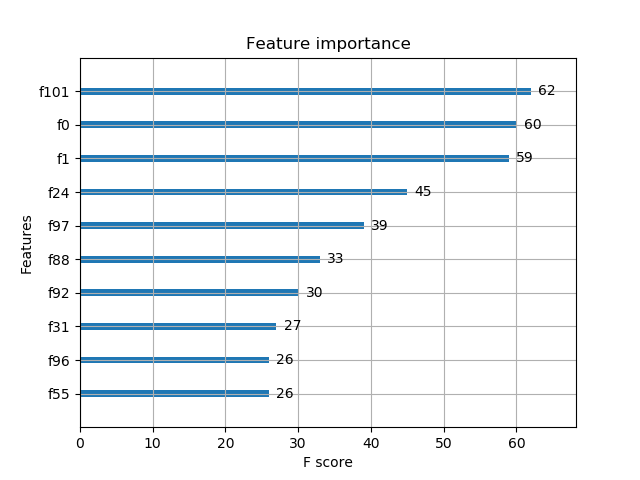 Feature importance
f101 62
f0 60
f1 59
f24 45
f97 39
f88 33
f92 30
f31 27
f96 26
f55 26
Features
0 10 20 30 40 50 60
F score